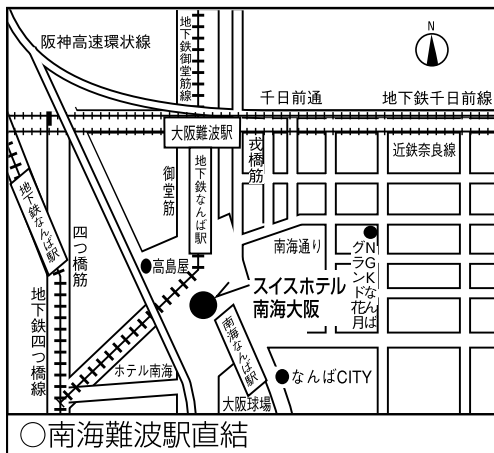 阪神高速環状線
地下鉄御堂筋線
N
千日前通
地下鉄千日前線
大阪難波駅
近鉄奈良線
戎橋筋
御堂筋
地下鉄なんば駅
地下鉄なんば駅
四つ橋筋
南海通り
NGKなんば
グランド花月
高島屋
スイスホテル
南海大阪
地下鉄四つ橋線
南海なんば駅
ホテル南海
なんばCITY
大阪球場
○南海難波駅直結